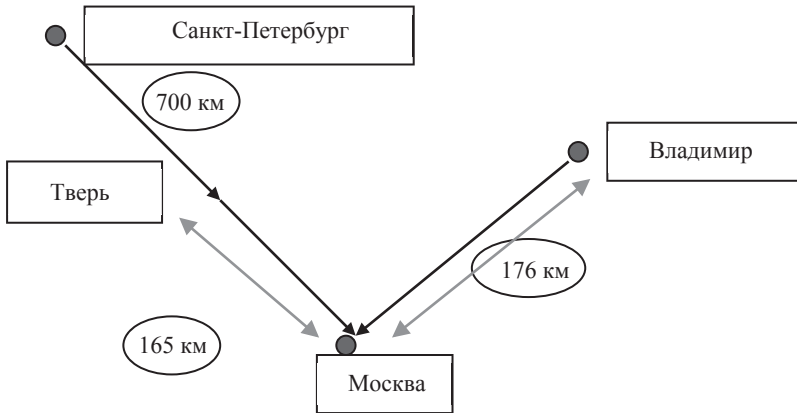 Санкт-Петербург
700 км
Владимир
Тверь
176 км
165 км
Москва